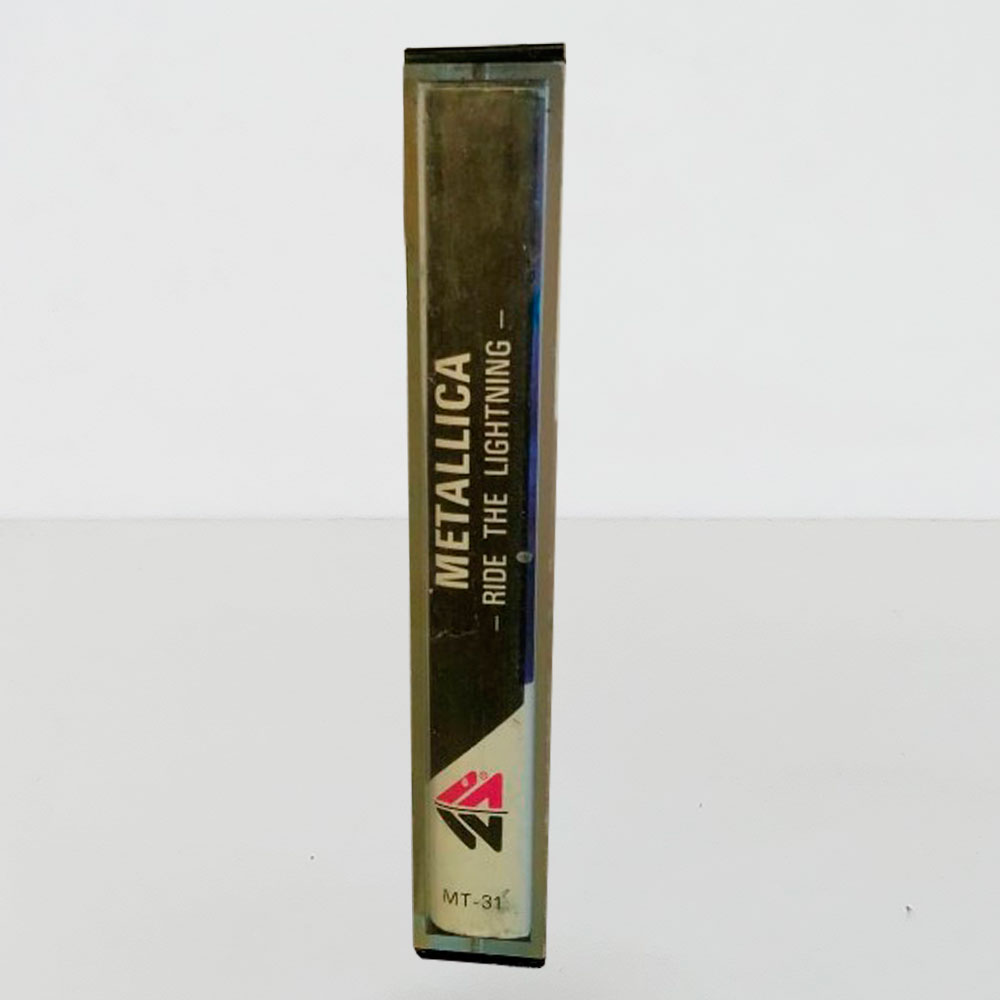 METALLICA
– RIDE THE LIGHTNING –
MT-31